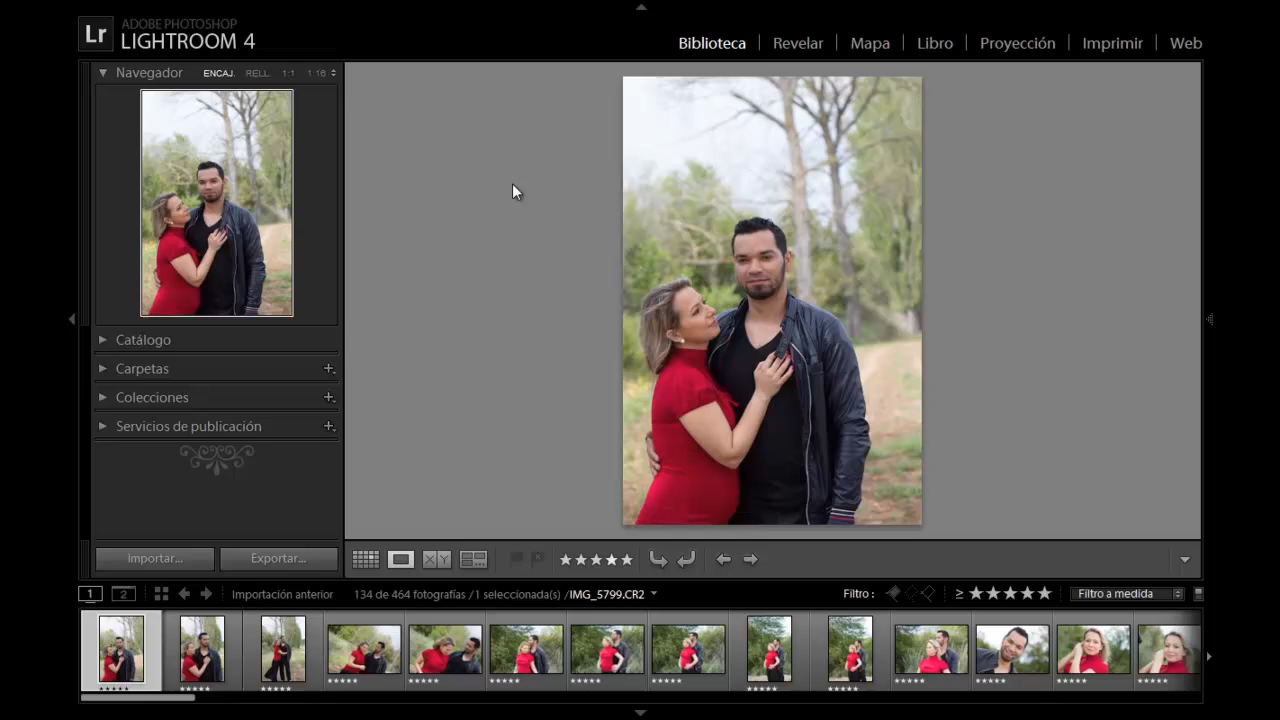 Lr
ADOBE PHOTOSHOP
LIGHTROOM 4
Biblioteca | Revelar | Mapa | Libro | Proyección | Imprimir | Web
Navegador ENCAJ. RELL. 1:1 1:16
Catálogo
Carpetas
Colecciones
Servicios de publicación
Importar... Exportar...
X Y
1 2 Importación anterior 134 de 464 fotografías /1 seleccionada(s) /IMG_5799.CR2 Filtro : ≥ ★★★★★ Filtro a medida